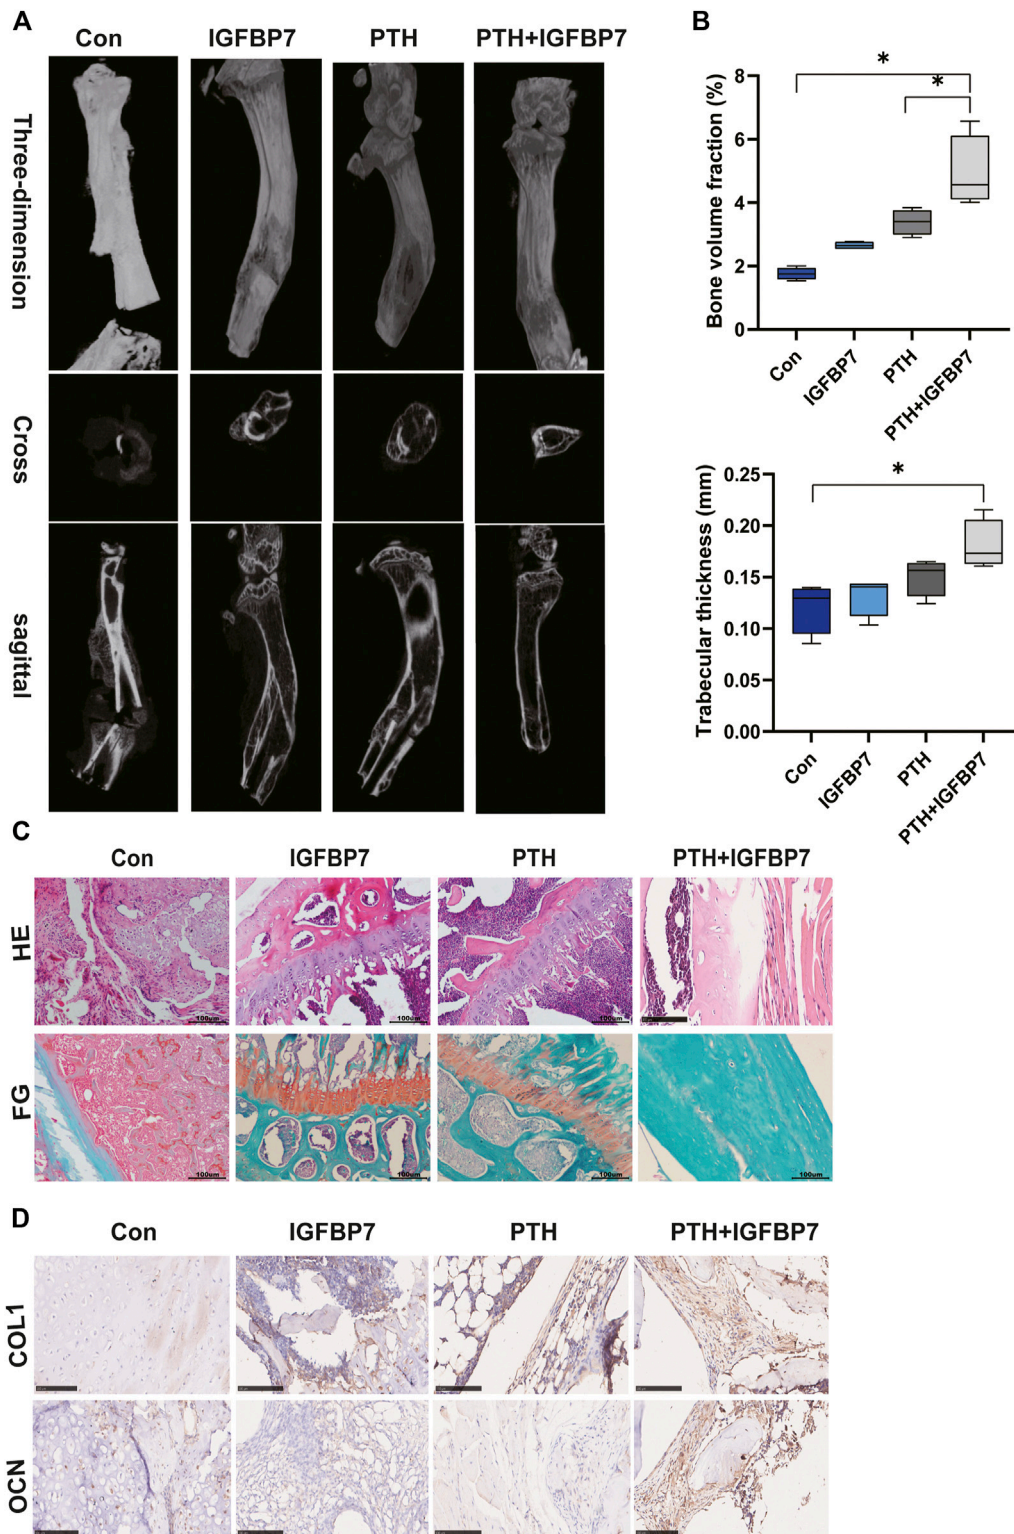 A
Con
IGFBP7
PTH
PTH+IGFBP7
Three-dimension
Cross
sagittal
B
Bone volume fraction (%)
8
6
4
2
0
*
*
Con
IGFBP7
PTH
PTH+IGFBP7
Trabecular thickness (mm)
0.25
0.20
0.15
0.10
0.05
0.00
*
Con
IGFBP7
PTH
PTH+IGFBP7
C
Con
IGFBP7
PTH
PTH+IGFBP7
HE
100um
100um
100um
FG
100um
100um
100um
100um
D
Con
IGFBP7
PTH
PTH+IGFBP7
COL1
OCN